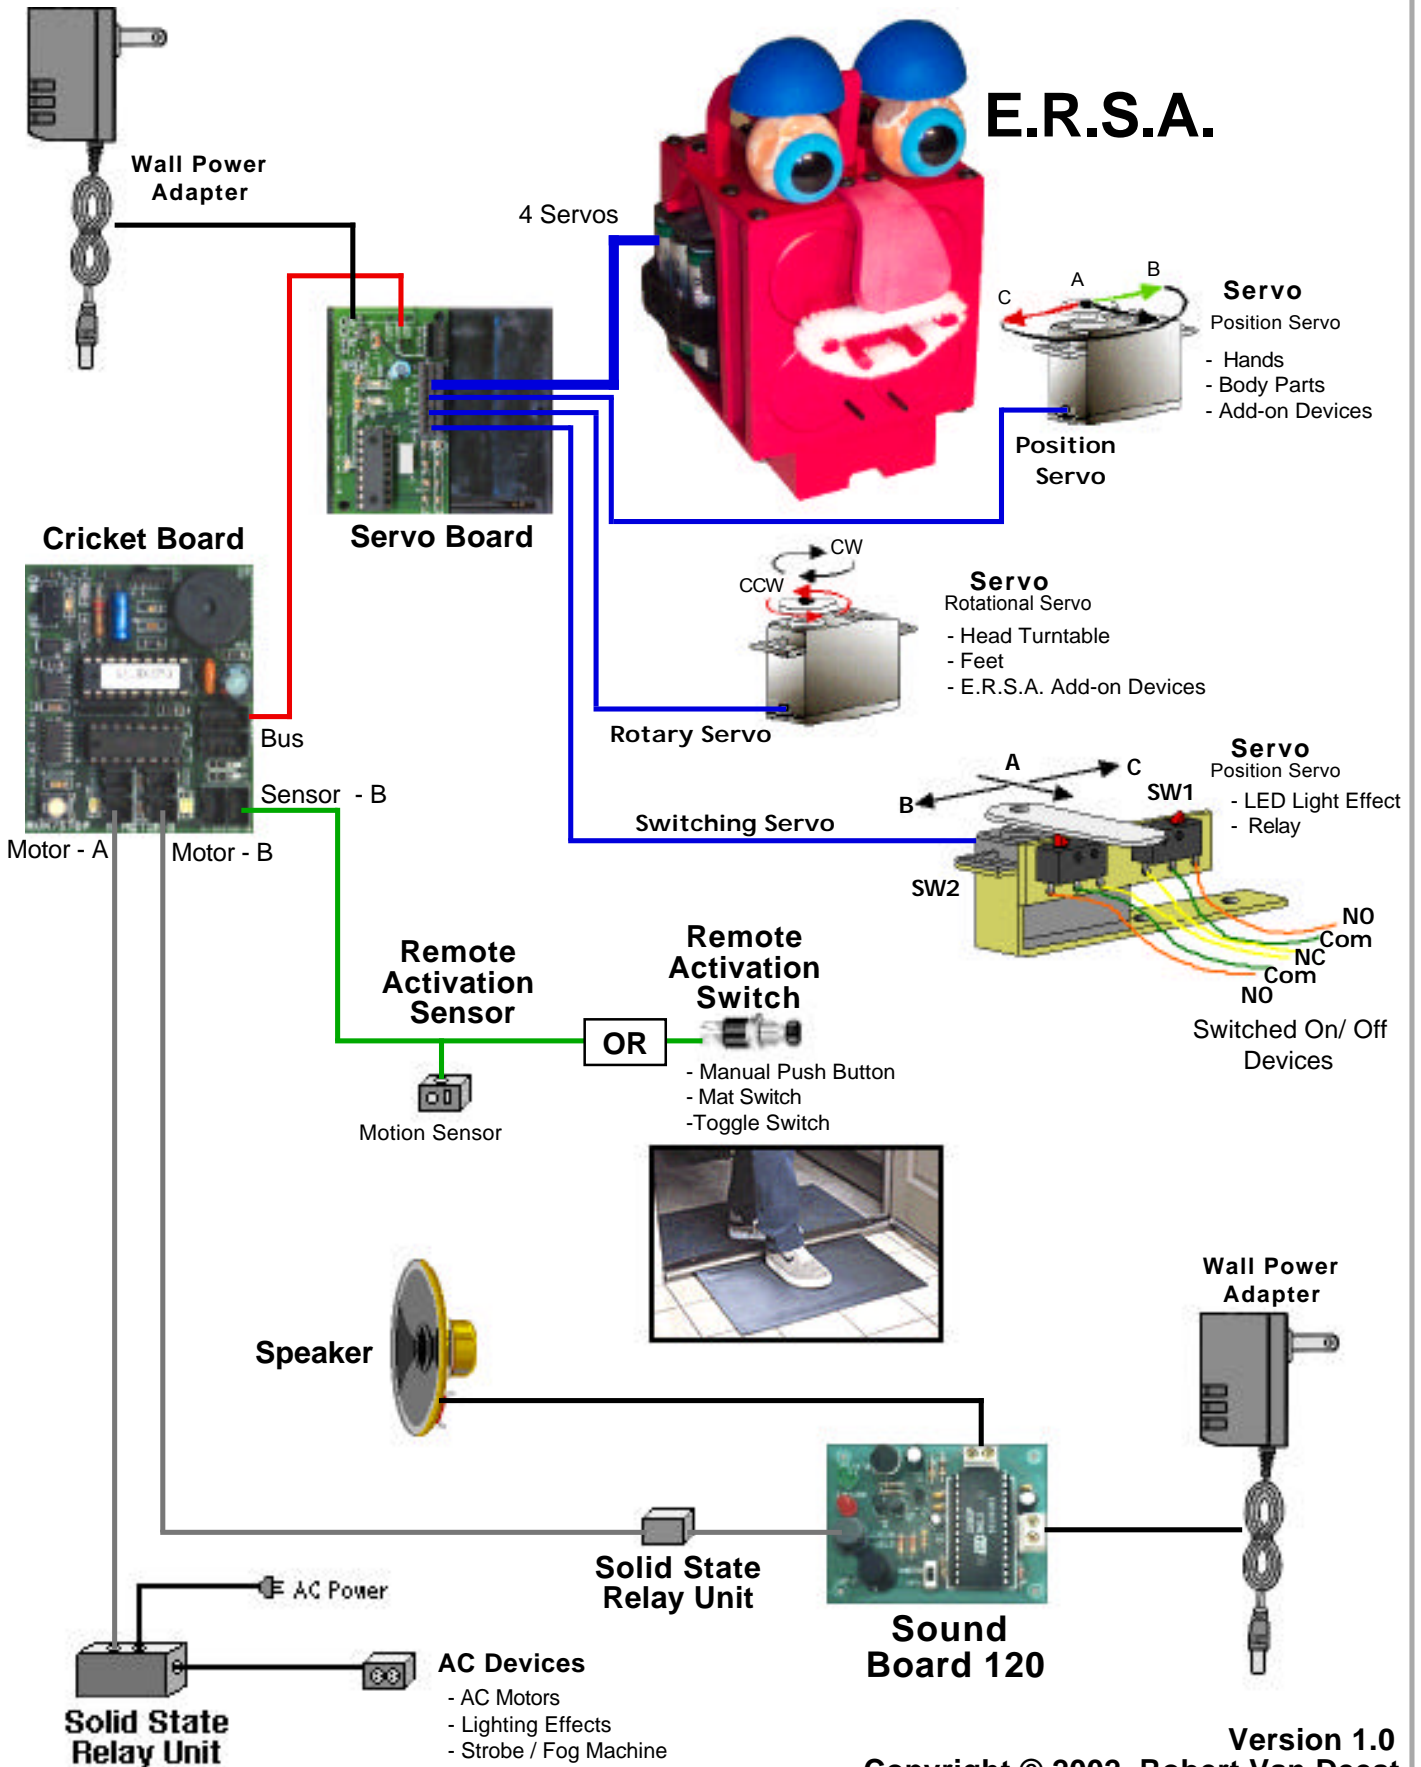 E.R.S.A.
Wall Power
Adapter
4 Servos
C
A
B
Servo
Position Servo
- Hands
- Body Parts
- Add-on Devices
Position
Servo
Cricket Board
Servo Board
CW
CCW
Servo
Rotational Servo
- Head Turntable
- Feet
- E.R.S.A. Add-on Devices
Rotary Servo
Bus
Sensor - B
Motor - A
Motor - B
Switching Servo
A
B
C
SW1
SW2
Servo
Position Servo
- LED Light Effect
- Relay
NO
Com
NC
Com
NO
Switched On/ Off
Devices
Remote
Activation
Sensor
OR
Remote
Activation
Switch
- Manual Push Button
- Mat Switch
-Toggle Switch
Motion Sensor
Speaker
Wall Power
Adapter
Solid State
Relay Unit
Sound
Board 120
AC Power
AC Devices
- AC Motors
- Lighting Effects
- Strobe / Fog Machine
Solid State
Relay Unit
Version 1.0
Copyright © 2002 Robert Van Deest